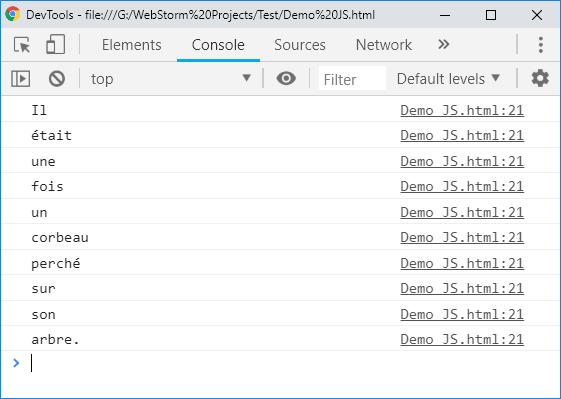 DevTools - file:///G:/WebStorm%20Projects/Test/Demo%20JS.html
Elements Console Sources Network »
top Filter Default levels
Il Demo JS.html:21
était Demo JS.html:21
une Demo JS.html:21
fois Demo JS.html:21
un Demo JS.html:21
corbeau Demo JS.html:21
perché Demo JS.html:21
sur Demo JS.html:21
son Demo JS.html:21
arbre. Demo JS.html:21
>